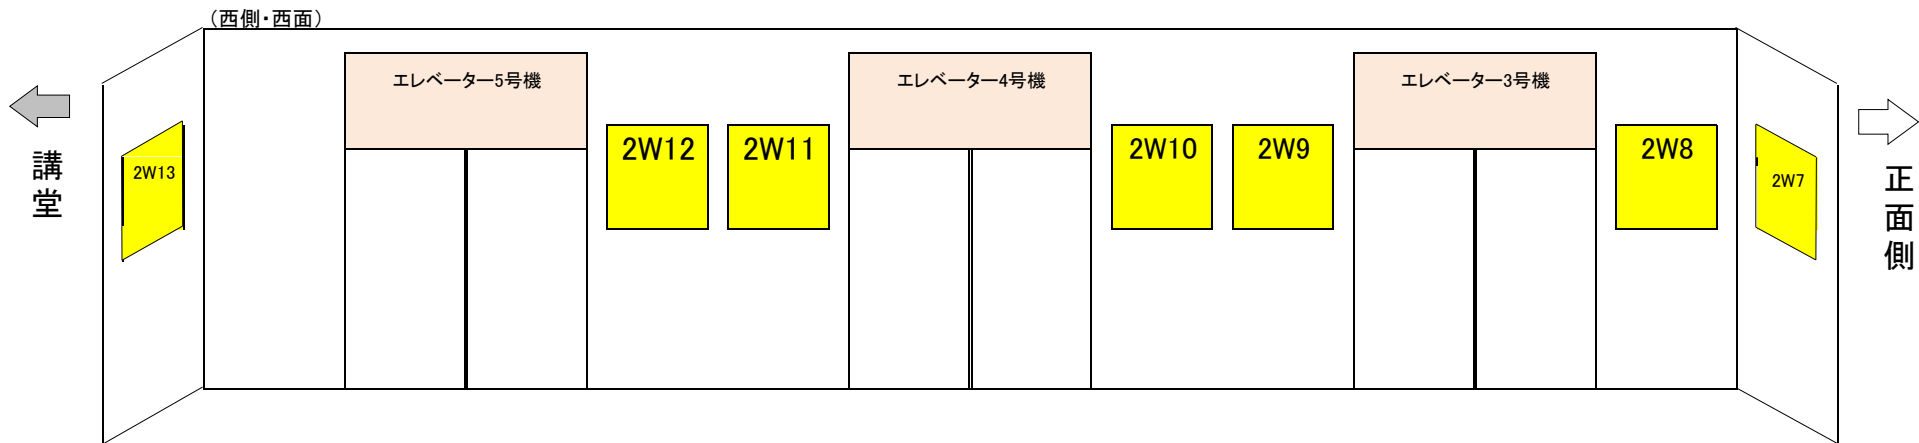 (西側・西面)
エレベーター5号機
エレベーター4号機
エレベーター3号機
2W12
2W11
2W10
2W9
2W8
2W13
2W7
講堂
正面側